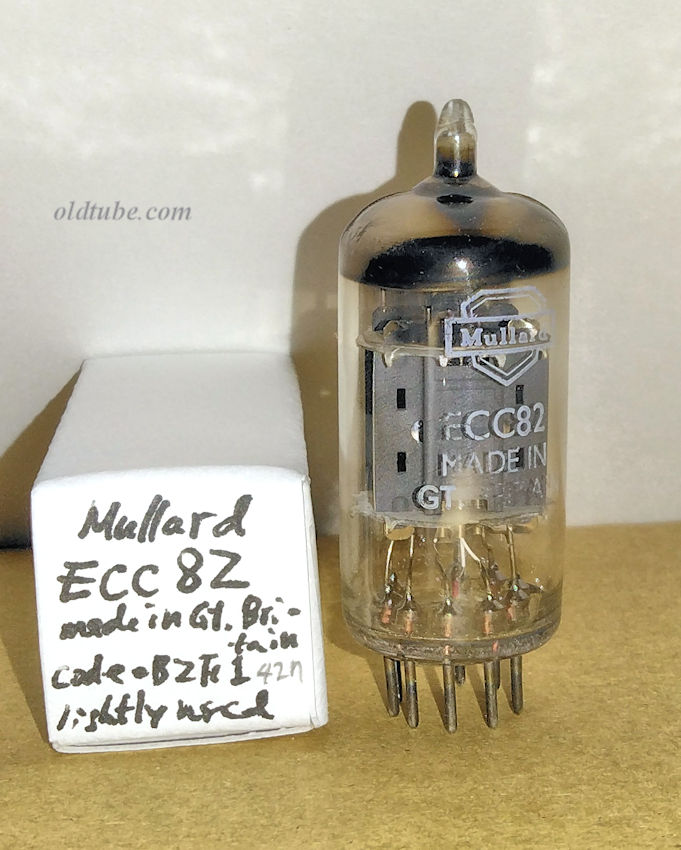 oldtube.com
Mullard
ECC82
MADE IN
GT.
Mullard
ECC 82
made in Gt. Bri-
tain
lightly used